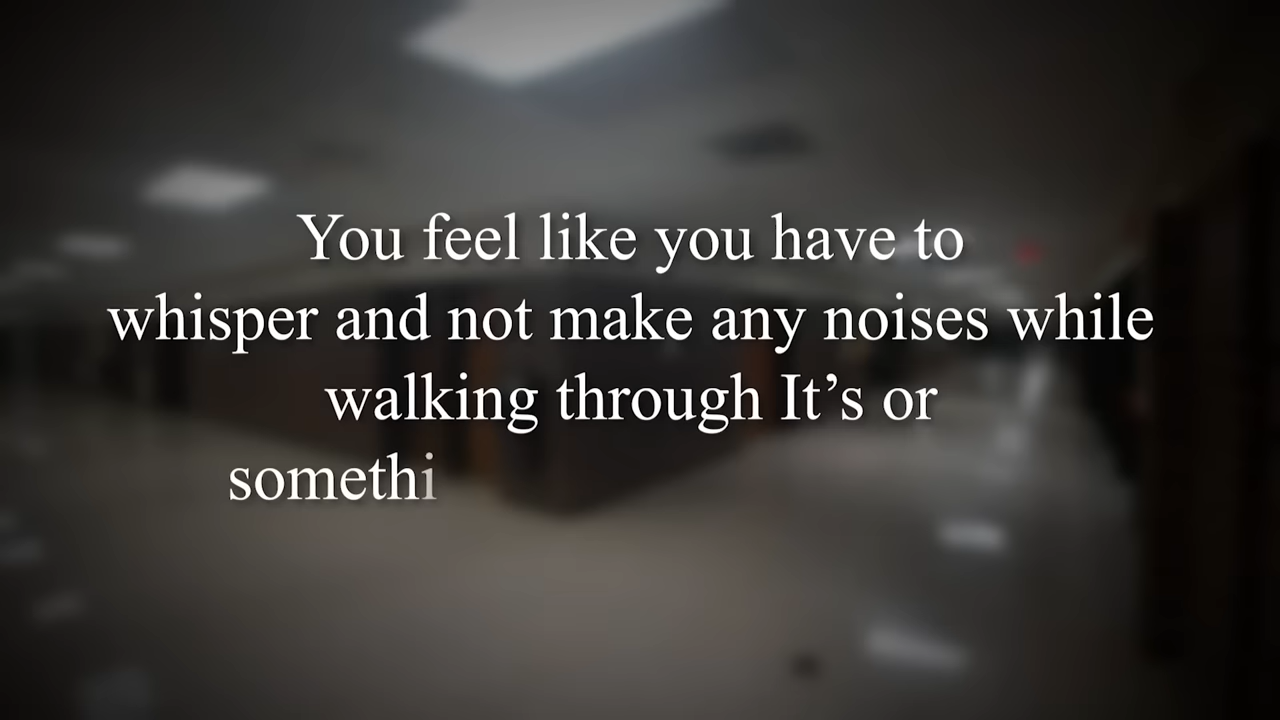 You feel like you have to
whisper and not make any noises while
walking through It’s or
somethi